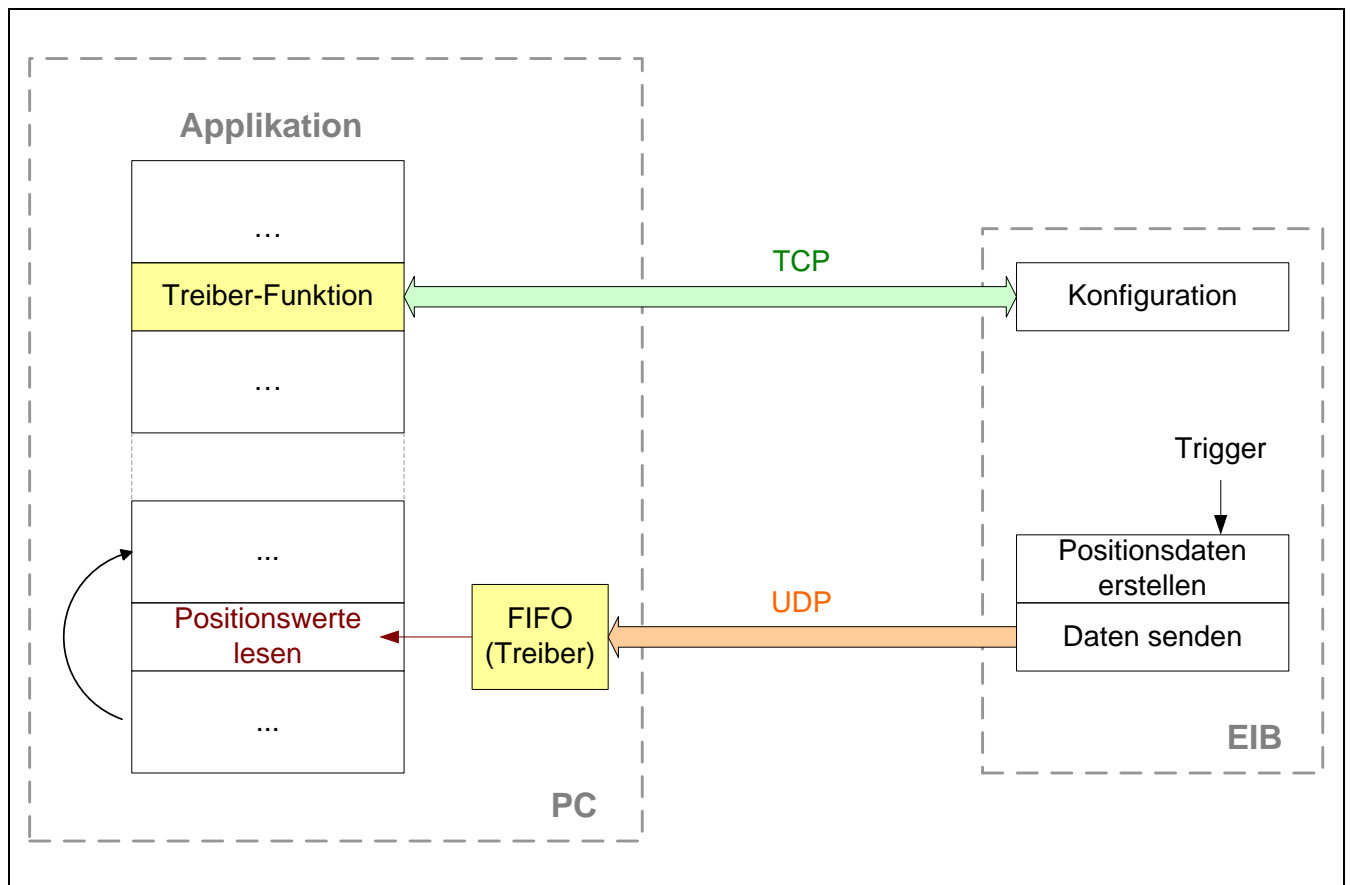 Applikation
...
TCP
Treiber-Funktion
Konfiguration
...
Trigger
...
Positionsdaten
erstellen
UDP
Positionswerte
lesen
FIFO
(Treiber)
Daten senden
...
EIB
PC